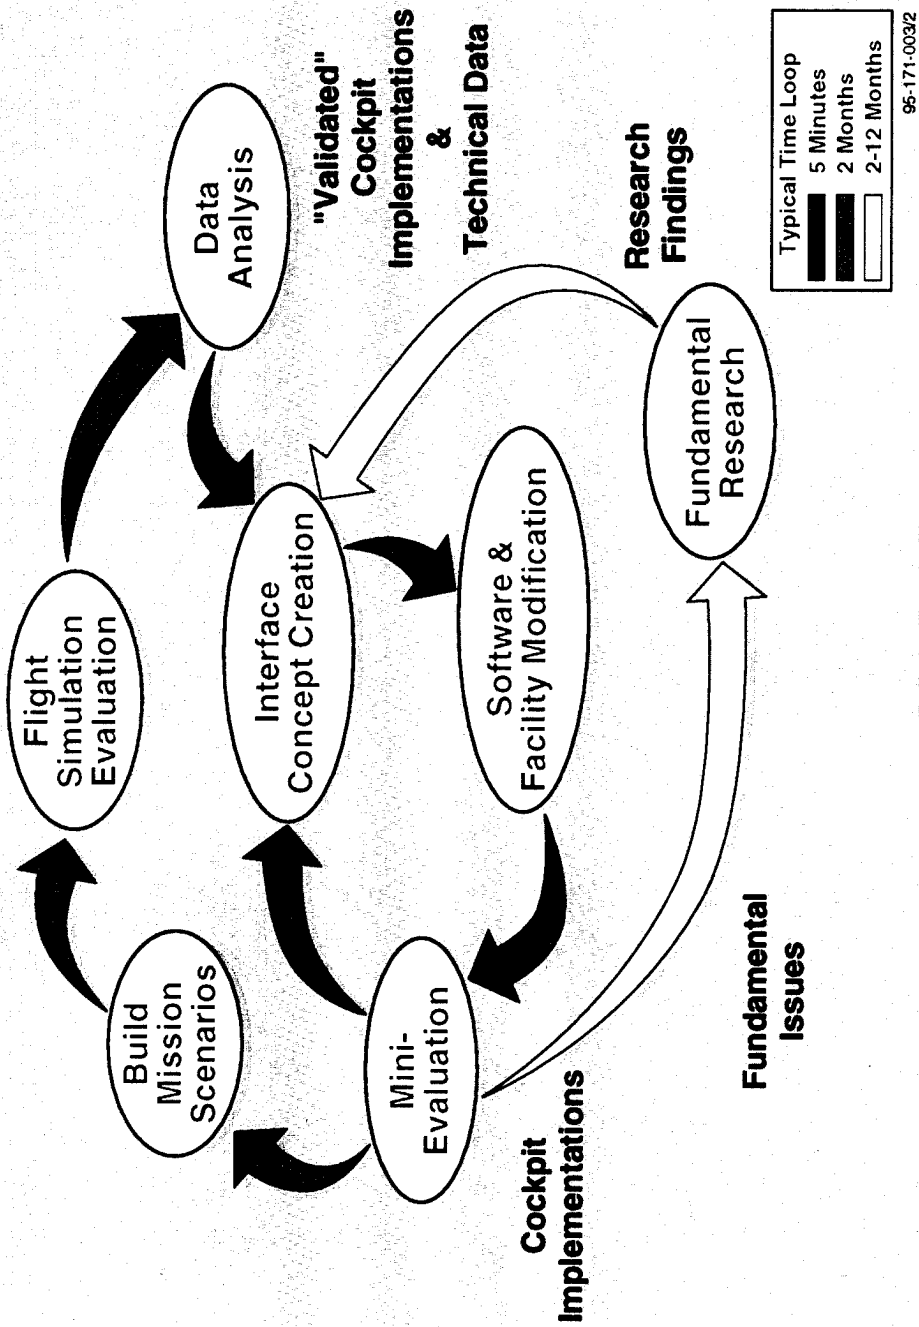 Flight
Simulation
Evaluation
Build
Mission
Scenarios
Data
Analysis
Interface
Concept Creation
Mini-
Evaluation
Software &
Facility Modification
Fundamental
Research
"Validated"
Cockpit
Implementations
&
Technical Data
Research
Findings
Cockpit
Implementations
Fundamental
Issues
Typical Time Loop
5 Minutes
2 Months
2-12 Months
95-171-003/2